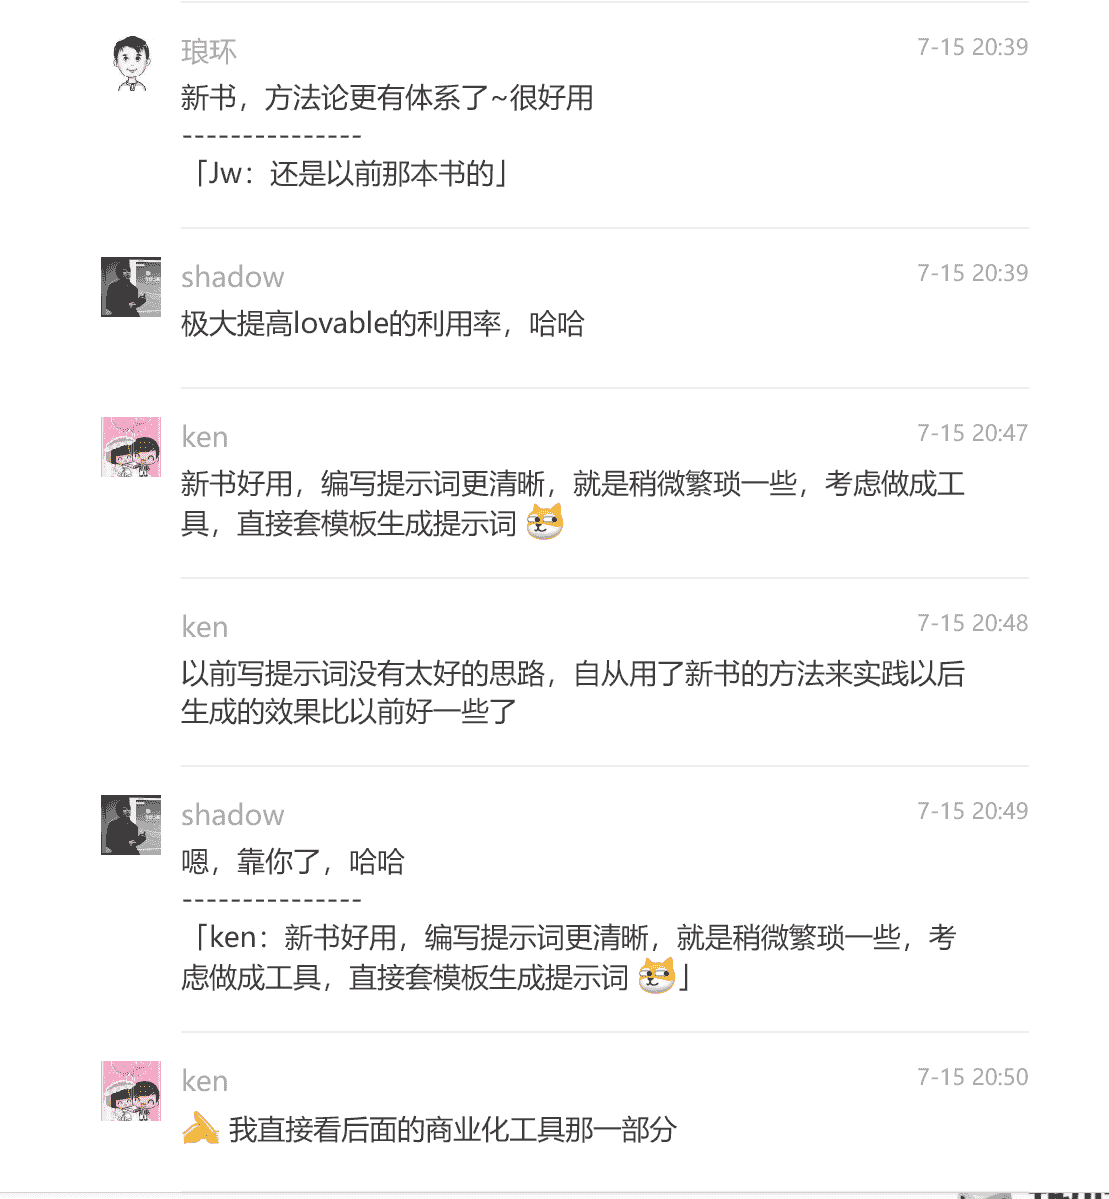 琅环
7-15 20:39
新书，方法论更有体系了~很好用
---------------
「Jw：还是以前那本书的」
shadow
7-15 20:39
极大提高lovable的利用率，哈哈
ken
7-15 20:47
新书好用，编写提示词更清晰，就是稍微繁琐一些，考虑做成工
具，直接套模板生成提示词
ken
7-15 20:48
以前写提示词没有太好的思路，自从用了新书的方法来实践以后
生成的效果比以前好一些了
shadow
7-15 20:49
嗯，靠你了，哈哈
---------------
「ken：新书好用，编写提示词更清晰，就是稍微繁琐一些，考
虑做成工具，直接套模板生成提示词」
ken
7-15 20:50
我直接看后面的商业化工具那一部分